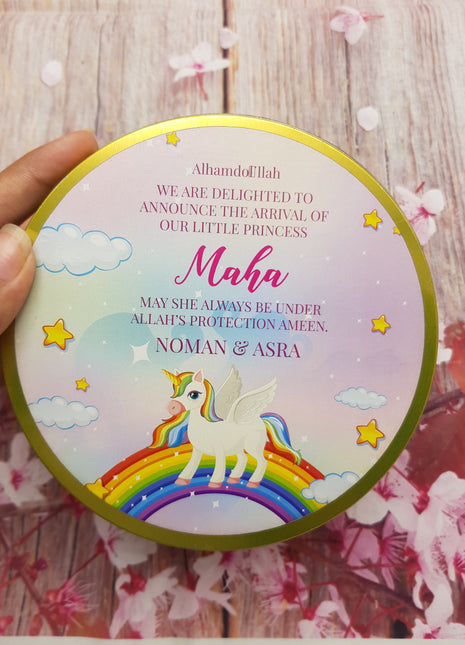 Alhamdolillah
WE ARE DELIGHTED TO
ANNOUNCE THE ARRIVAL OF
OUR LITTLE PRINCESS
Maha
MAY SHE ALWAYS BE UNDER
ALLAH'S PROTECTION AMEEN.
NOMAN & ASRA